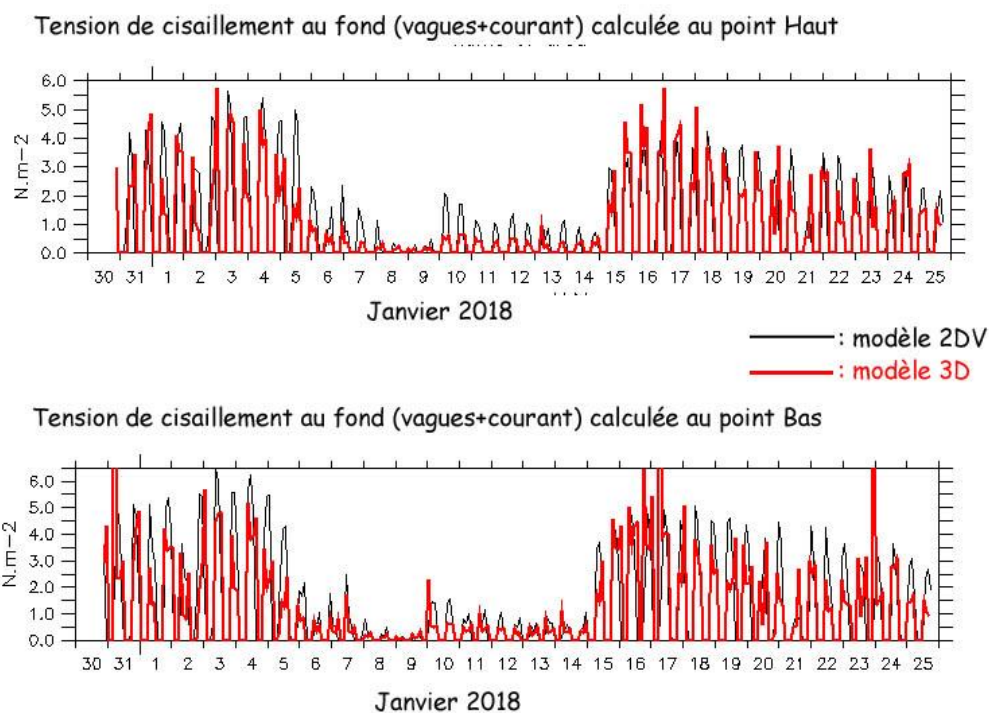 Tension de cisaillement au fond (vagues+courant) calculée au point Haut
6.0
5.0
4.0
3.0
2.0
1.0
0.0
N.m-2
30 31 1 2 3 4 5 6 7 8 9 10 11 12 13 14 15 16 17 18 19 20 21 22 23 24 25
Janvier 2018
: modèle 2DV
: modèle 3D
Tension de cisaillement au fond (vagues+courant) calculée au point Bas
6.0
5.0
4.0
3.0
2.0
1.0
0.0
N.m-2
30 31 1 2 3 4 5 6 7 8 9 10 11 12 13 14 15 16 17 18 19 20 21 22 23 24 25
Janvier 2018